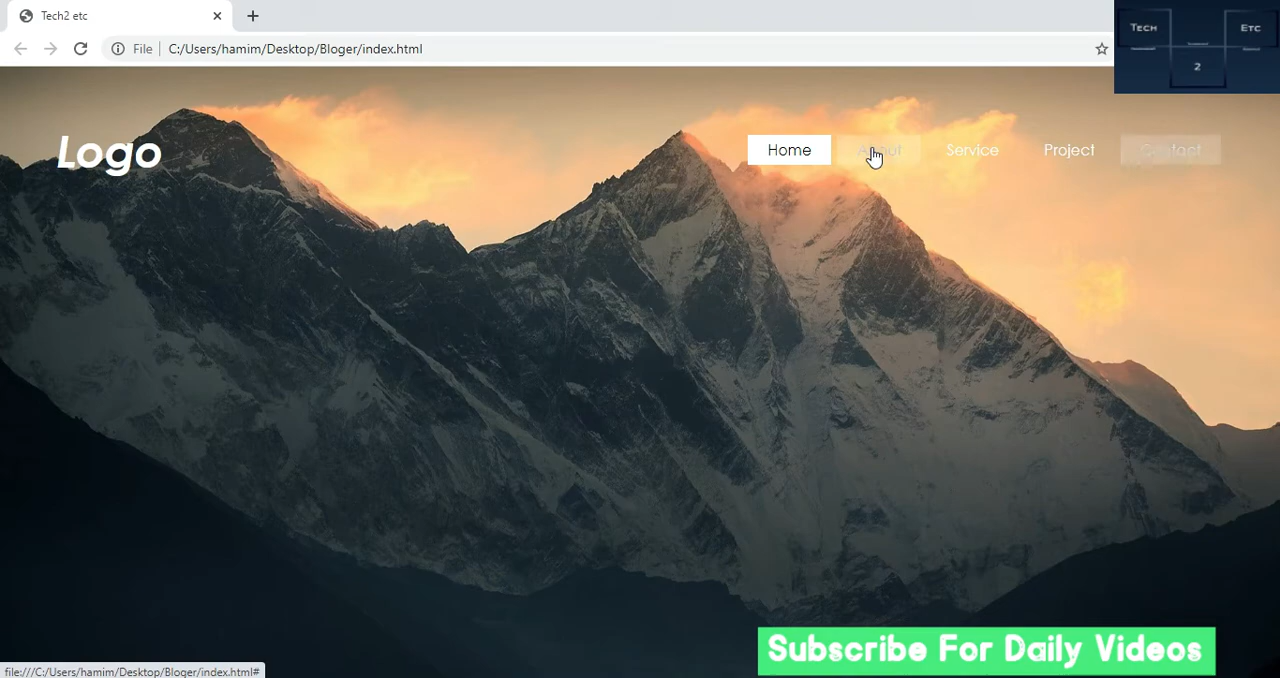 Tech2 etc
File
C:/Users/hamim/Desktop/Bloger/index.html
Tech
Etc
2
Logo
Home
About
Service
Project
Contact
Subscribe For Daily Videos
file:///C:/Users/hamim/Desktop/Bloger/index.html#